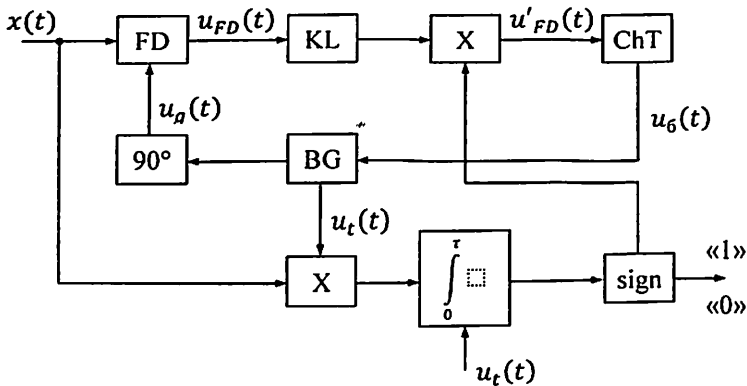 x(t)
FD
u_FD(t)
KL
X
u'_FD(t)
ChT
u_д(t)
u_б(t)
90°
BG
u_t(t)
X
τ
∫
0
sign
«1»
«0»
u_t(t)